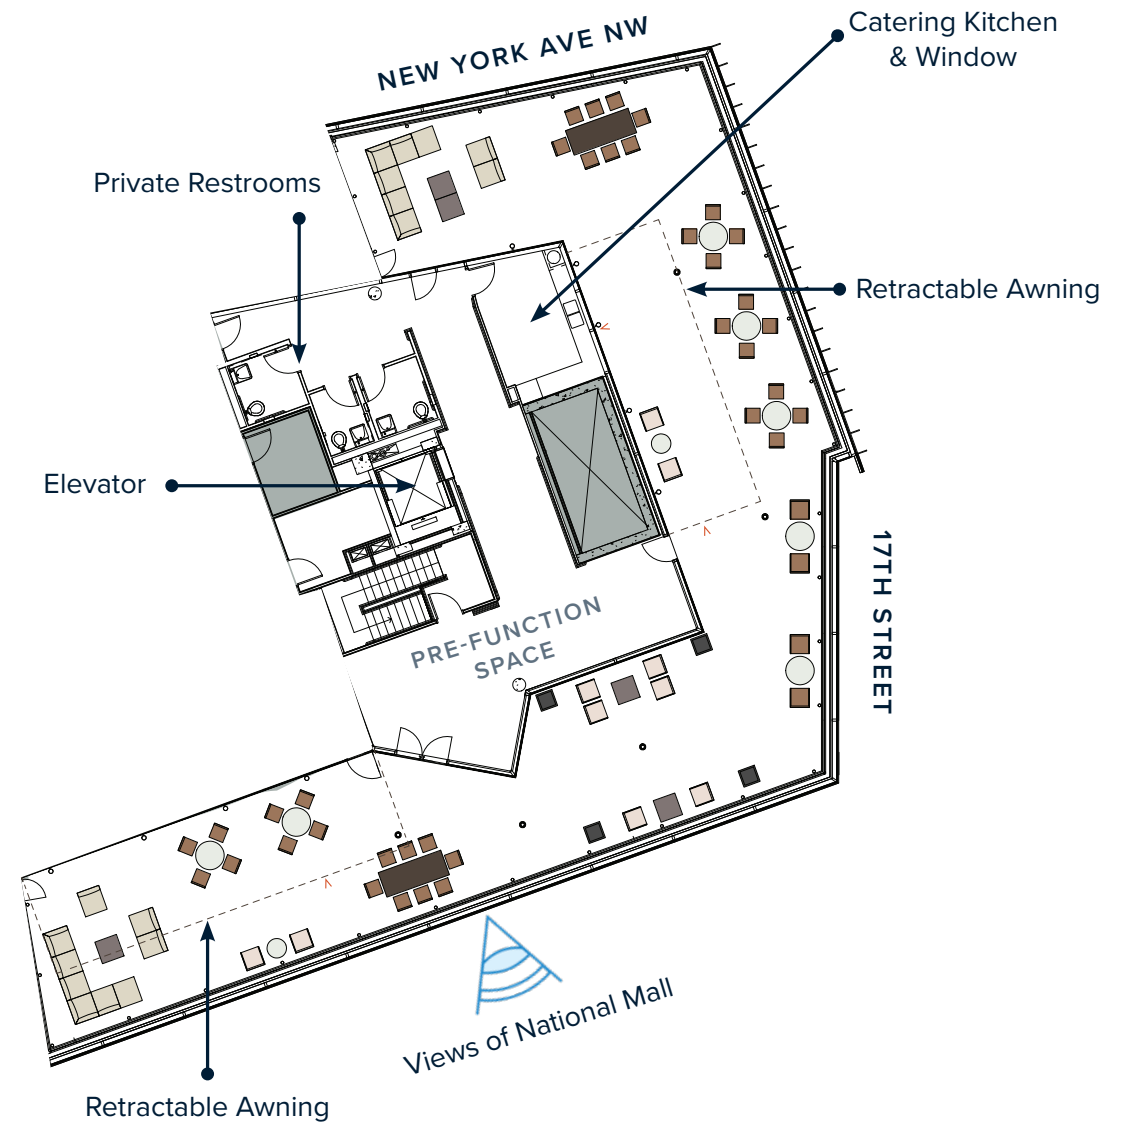 Catering Kitchen
& Window
NEW YORK AVE NW
Private Restrooms
Retractable Awning
Elevator
17TH STREET
PRE-FUNCTION
SPACE
Views of National Mall
Retractable Awning